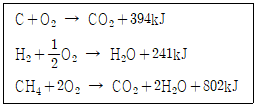 C+O₂ → CO₂+394kJ
H₂+½O₂ → H₂O+241kJ
CH₄+2O₂ → CO₂+2H₂O+802kJ